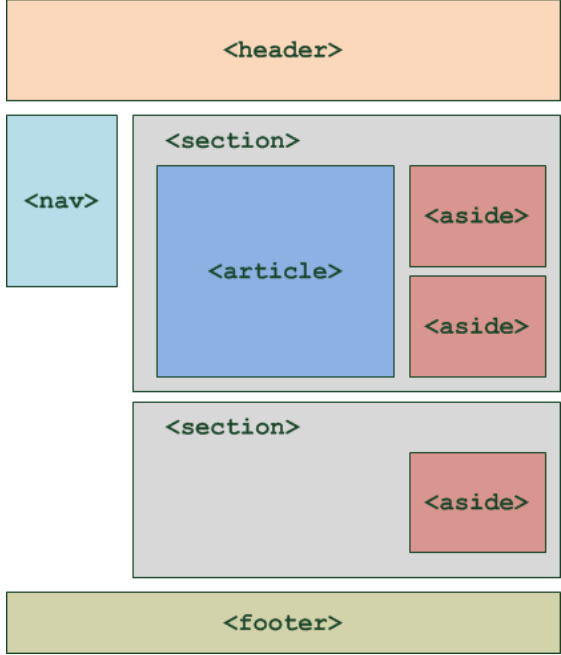 <header>
<section>
<nav>
<article>
<aside>
<aside>
<section>
<aside>
<footer>